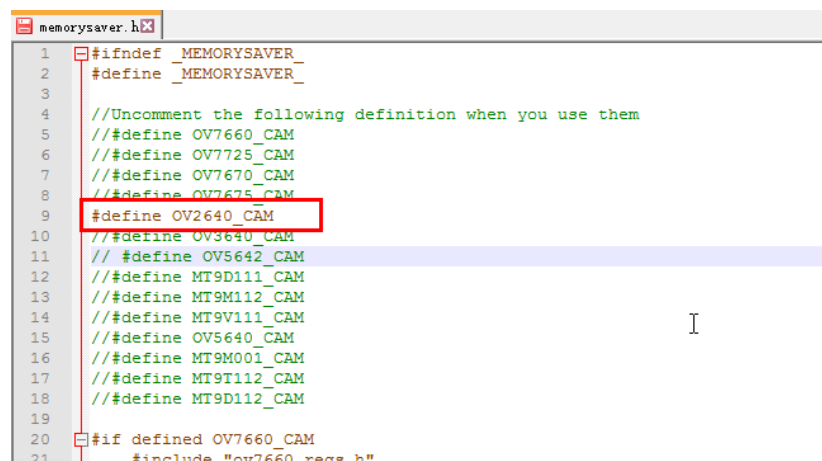 memorysaver.h
1 #ifndef _MEMORYSAVER_
2 #define _MEMORYSAVER_
3
4 //Uncomment the following definition when you use them
5 //#define OV7660_CAM
6 //#define OV7725_CAM
7 //#define OV7670_CAM
8 //#define OV7675_CAM
9 #define OV2640_CAM
10 //#define OV3640_CAM
11 // #define OV5642_CAM
12 //#define MT9D111_CAM
13 //#define MT9M112_CAM
14 //#define MT9V111_CAM
15 //#define OV5640_CAM
16 //#define MT9M001_CAM
17 //#define MT9T112_CAM
18 //#define MT9D112_CAM
19
20 #if defined OV7660_CAM
21 #include "ov7660_regs.h"